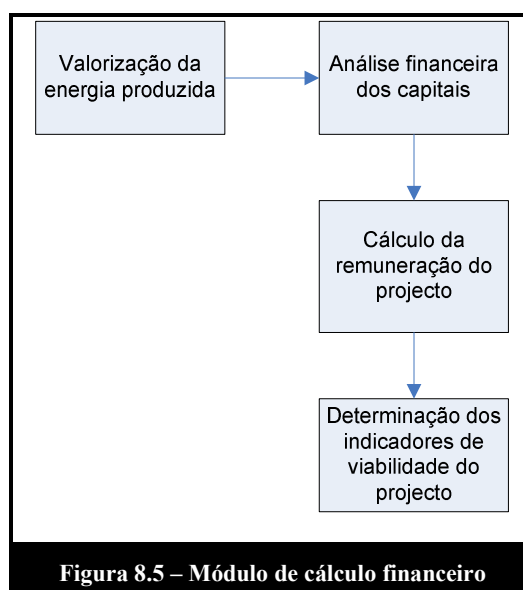 Valorização da
energia produzida
Análise financeira
dos capitais
Cálculo da
remuneração do
projecto
Determinação dos
indicadores de
viabilidade do
projecto
Figura 8.5 – Módulo de cálculo financeiro